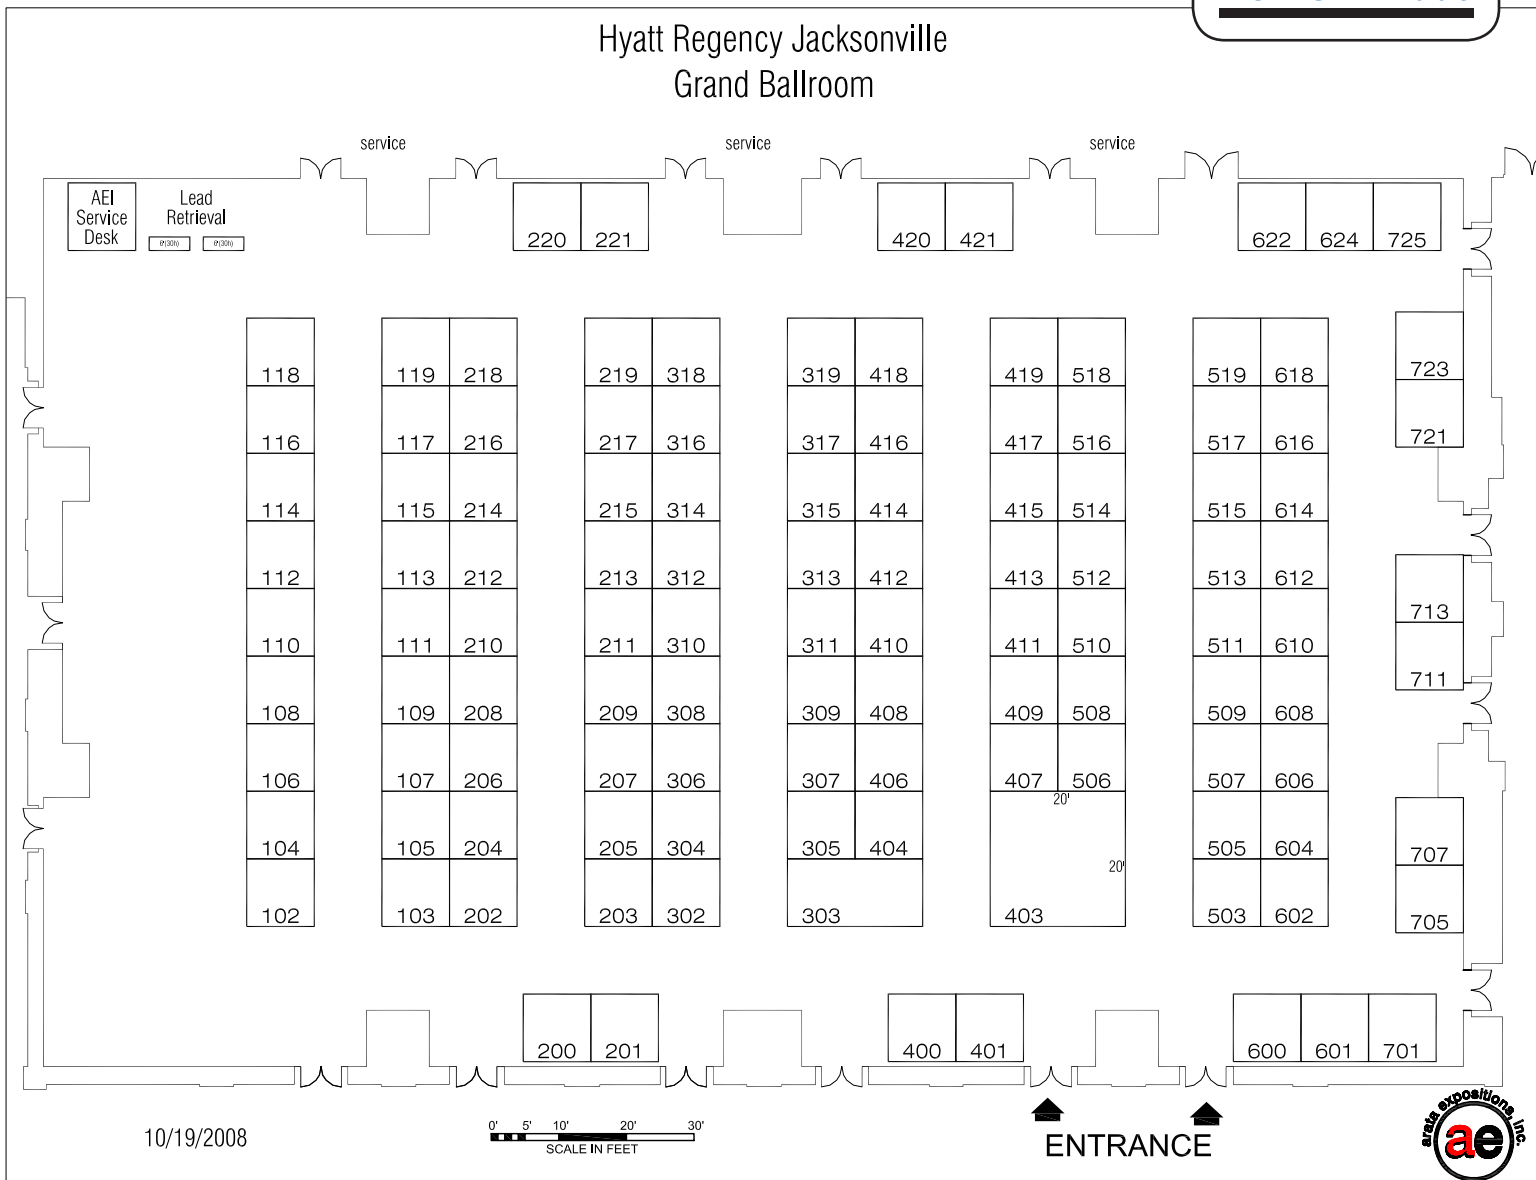 Hyatt Regency Jacksonville
Grand Ballroom
service service service
AEI
Service
Desk
Lead
Retrieval
6'(30h) 6'(30h)
220 221 420 421 622 624 725
118 119 218 219 318 319 418 419 518 519 618 723
116 117 216 217 316 317 416 417 516 517 616 721
114 115 214 215 314 315 414 415 514 515 614
112 113 212 213 312 313 412 413 512 513 612 713
110 111 210 211 310 311 410 411 510 511 610 711
108 109 208 209 308 309 408 409 508 509 608
106 107 206 207 306 307 406 407 506 507 606
20'
104 105 204 205 304 305 404 505 604 707
20'
102 103 202 203 302 303 403 503 602 705
200 201 400 401 600 601 701
10/19/2008
0' 5' 10' 20' 30'
SCALE IN FEET
ENTRANCE
arata expositions, inc.
ae